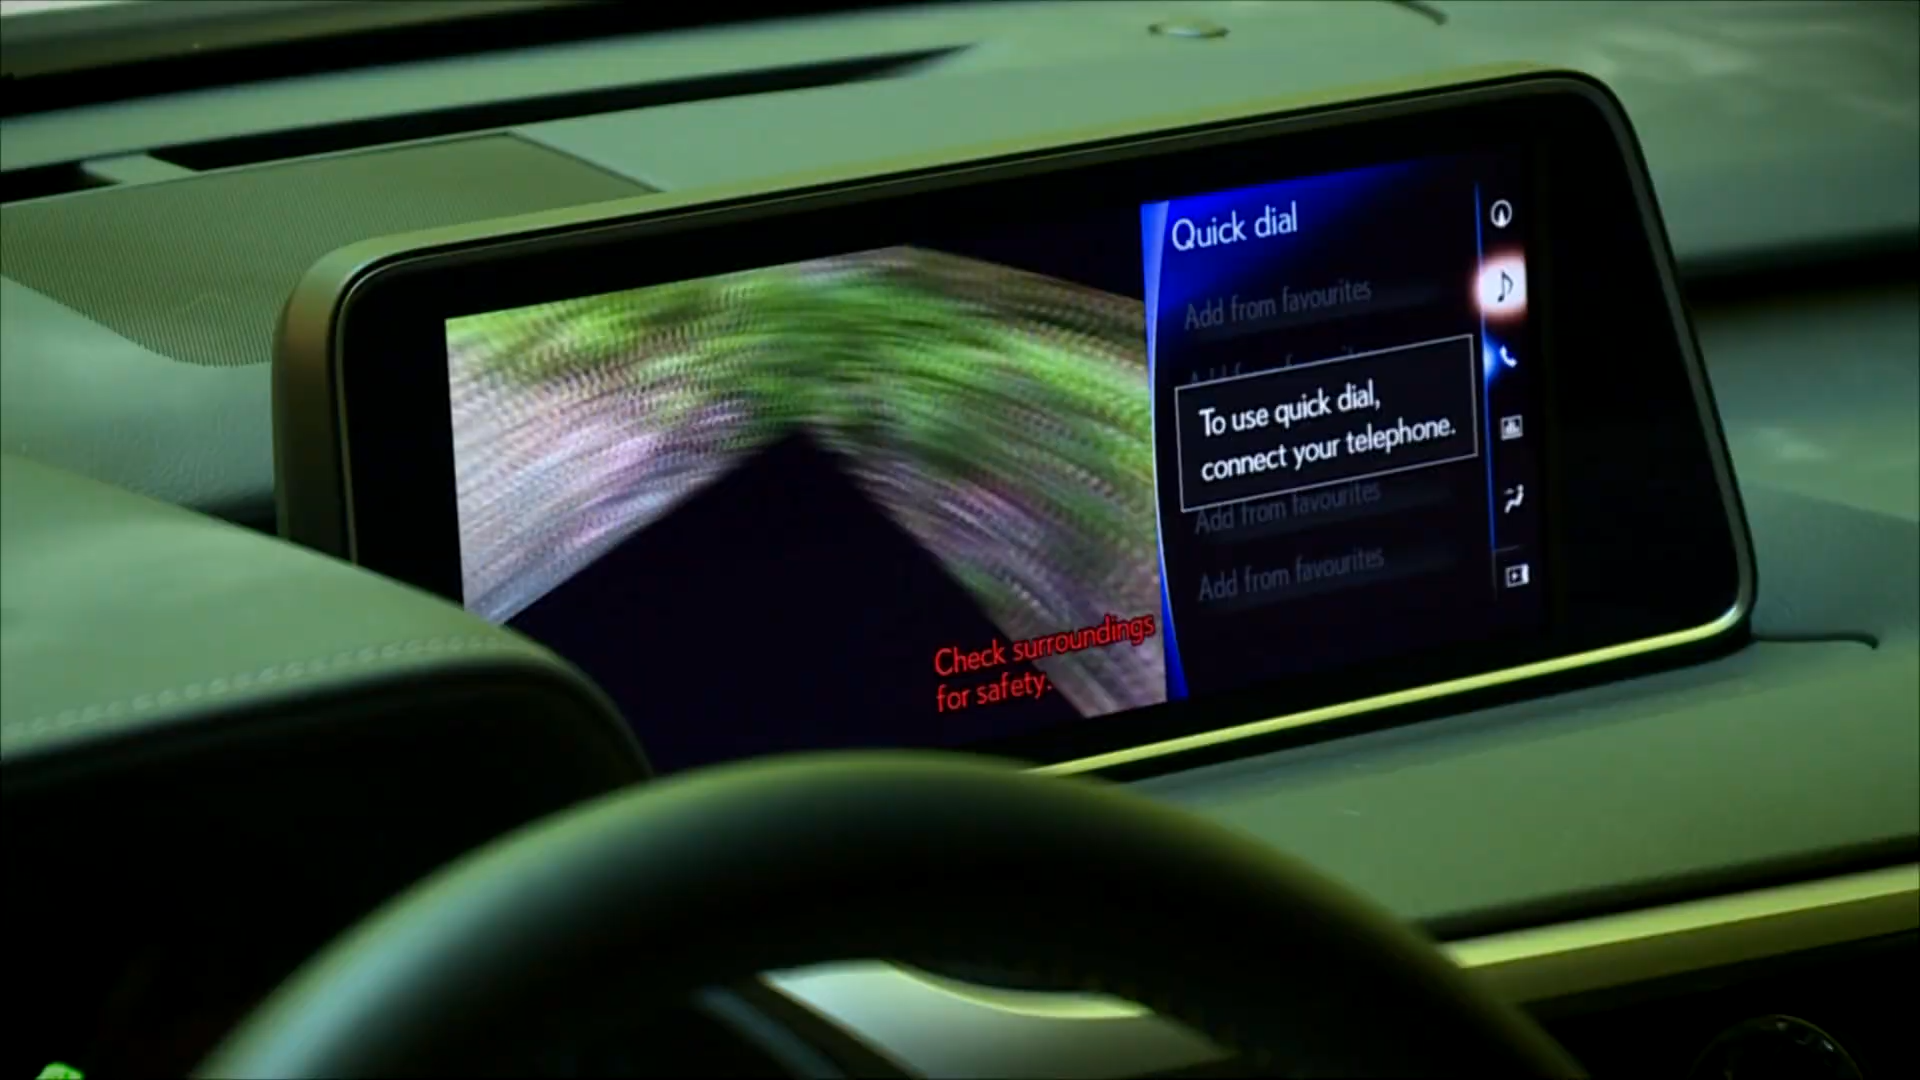 Quick dial
Add from favourites
To use quick dial,
connect your telephone.
Add from favourites
Add from favourites
Check surroundings
for safety.